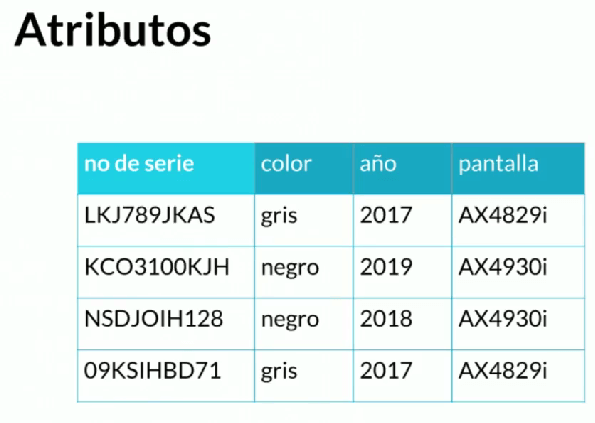 Atributos
no de serie color año pantalla
LKJ789JKAS gris 2017 AX4829i
KCO3100KJH negro 2019 AX4930i
NSDJOIH128 negro 2018 AX4930i
09KSIHBD71 gris 2017 AX4829i